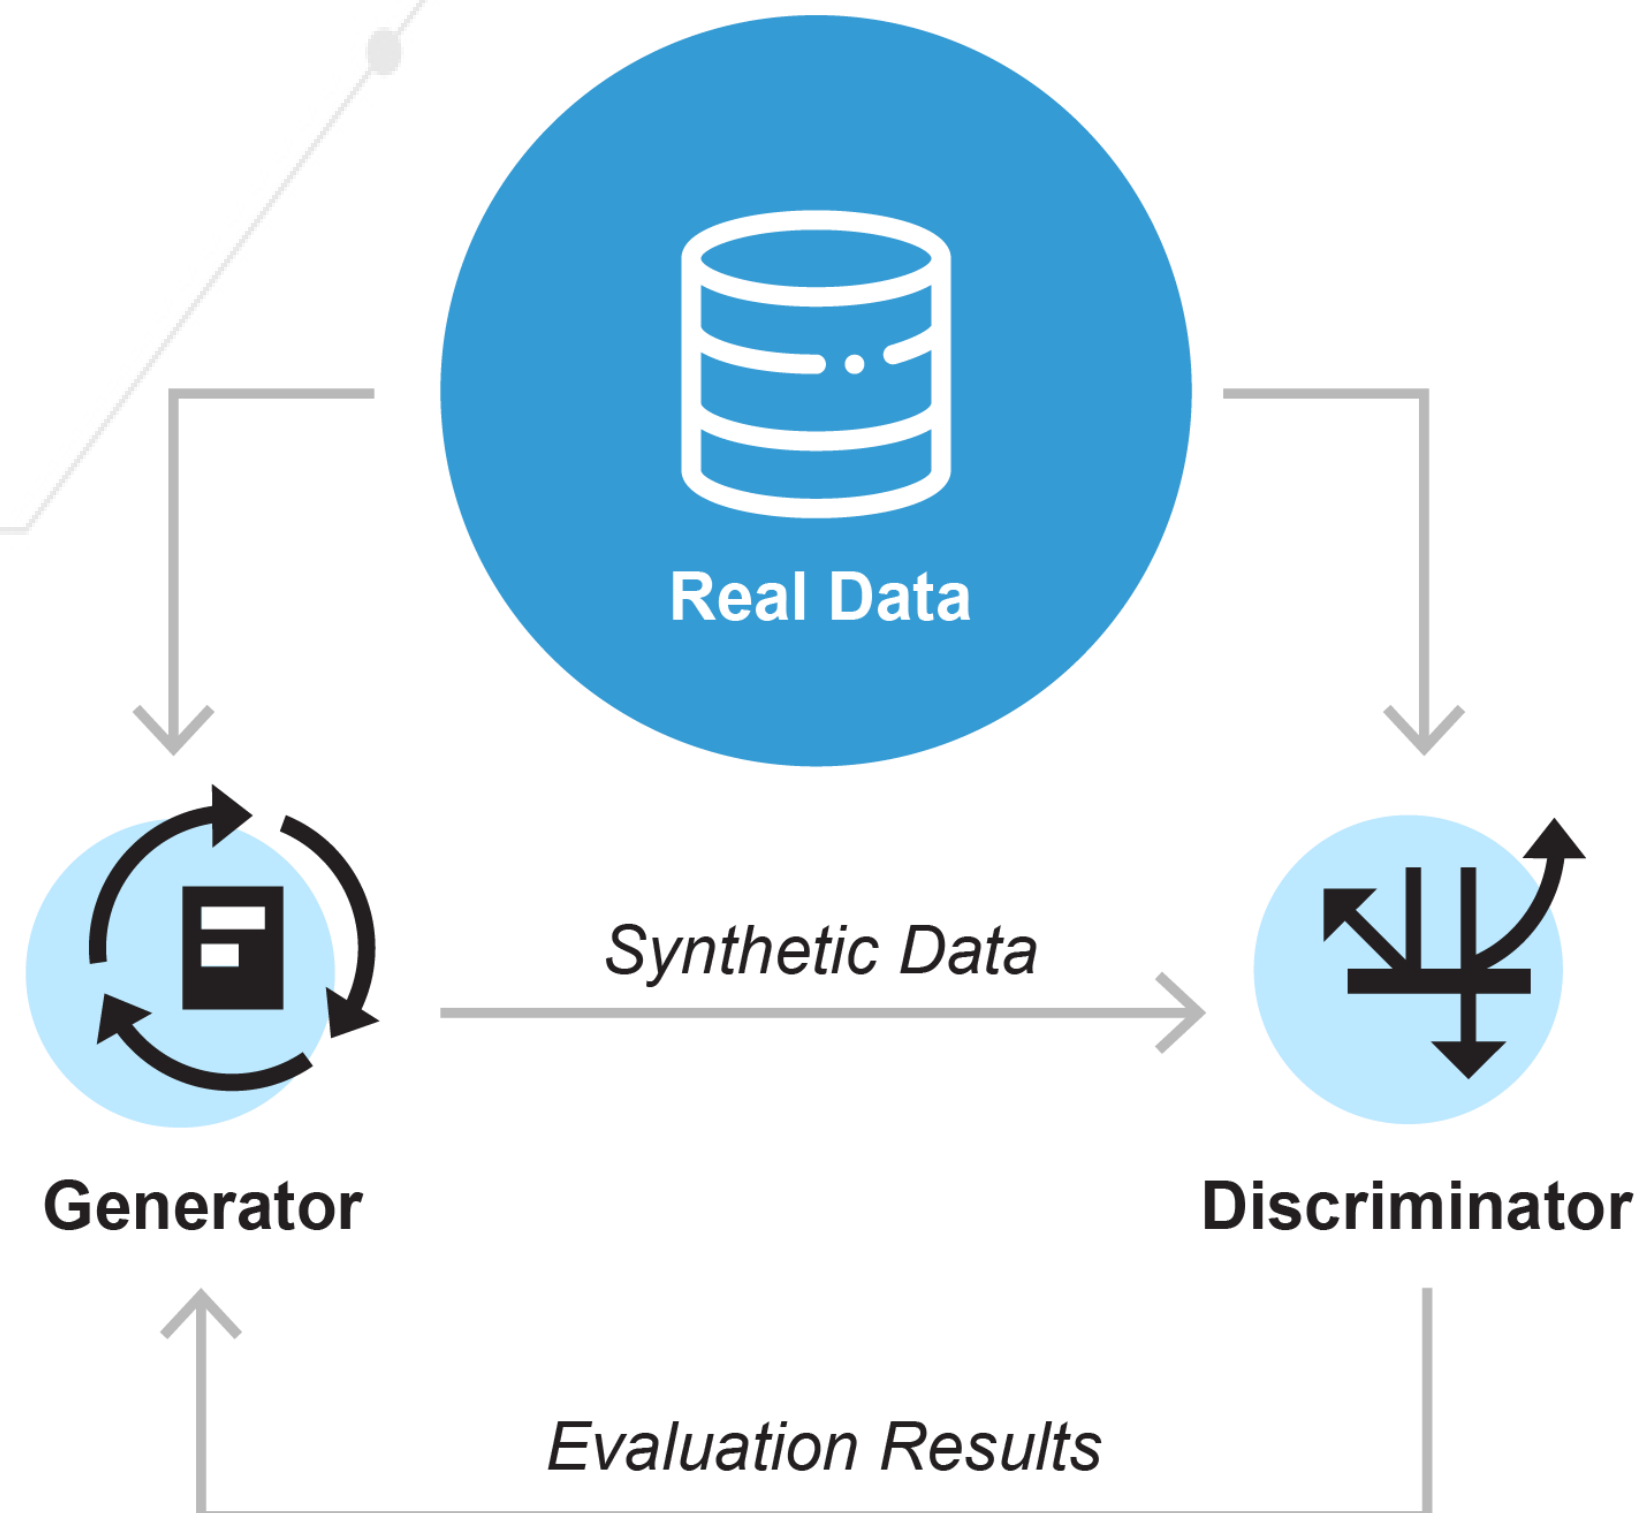 Real Data
Synthetic Data
Generator
Discriminator
Evaluation Results